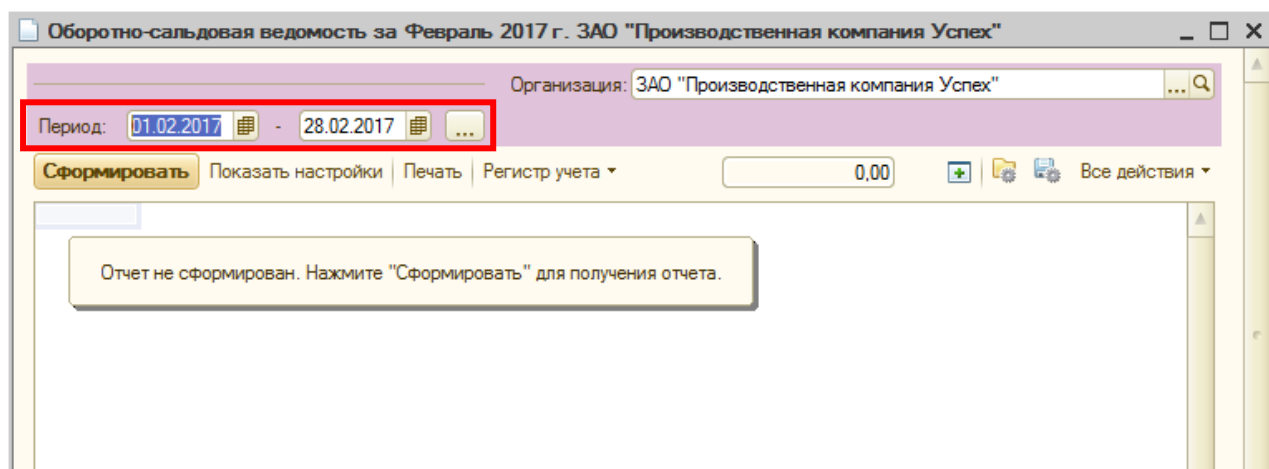 Оборотно-сальдовая ведомость за Февраль 2017 г. ЗАО "Производственная компания Успех"
Организация: ЗАО "Производственная компания Успех" ...
Период: 01.02.2017 - 28.02.2017 ...
Сформировать Показать настройки Печать Регистр учета 0,00 Все действия
Отчет не сформирован. Нажмите "Сформировать" для получения отчета.